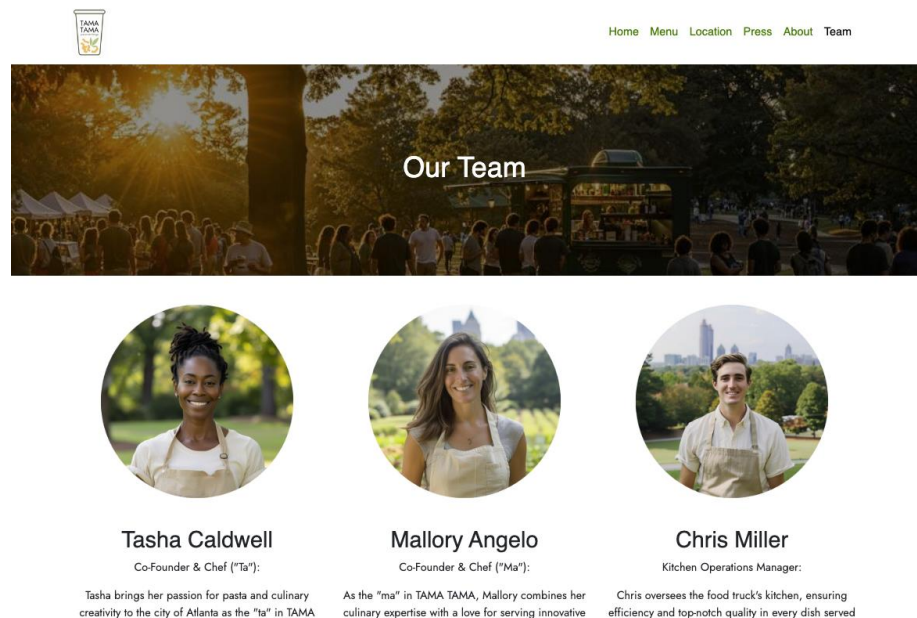 TAMA
TAMA
Home Menu Location Press About Team
Our Team
Tasha Caldwell
Co-Founder & Chef ("Ta"):
Tasha brings her passion for pasta and culinary
creativity to the city of Atlanta as the "ta" in TAMA
Mallory Angelo
Co-Founder & Chef ("Ma"):
As the "ma" in TAMA TAMA, Mallory combines her
culinary expertise with a love for serving innovative
Chris Miller
Kitchen Operations Manager:
Chris oversees the food truck's kitchen, ensuring
efficiency and top-notch quality in every dish served